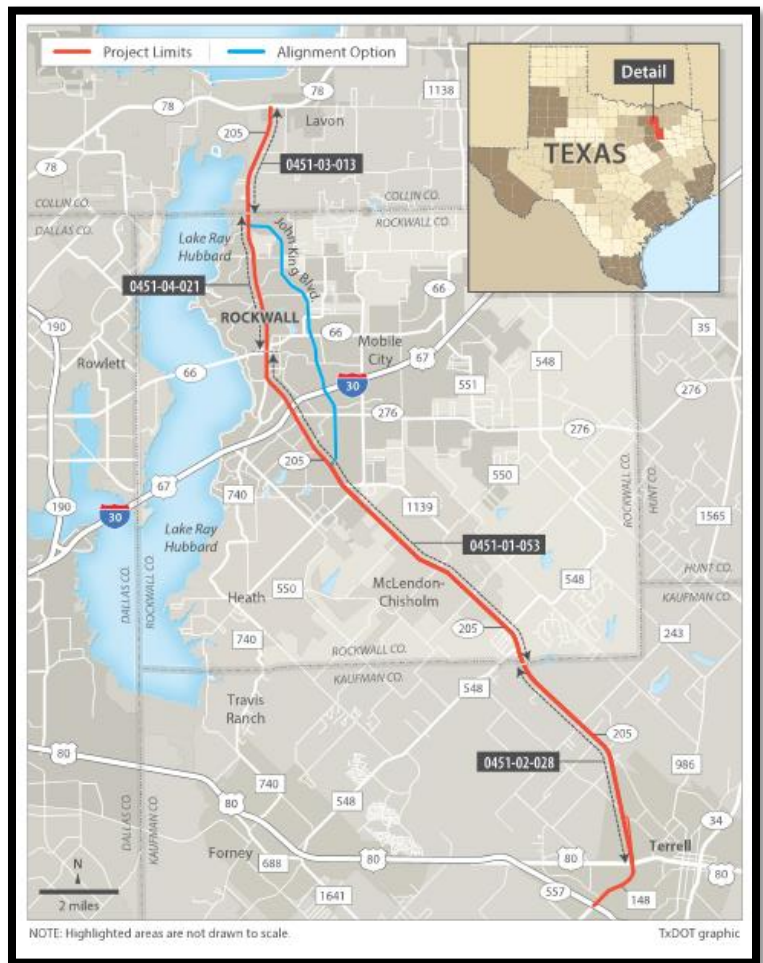 Project Limits
Alignment Option
Detail
TEXAS
78
78
1138
205
Lavon
78
0451-03-013
COLLIN CO.
DALLAS CO.
COLLIN CO.
ROCKWALL CO.
Lake Ray
Hubbard
John King Blvd.
0451-04-021
66
ROCKWALL
190
66
Mobile
City
67
35
Rowlett
548
66
30
551
276
276
276
205
67
550
190
740
30
1139
ROCKWALL CO.
HUNT CO.
1565
Lake Ray
Hubbard
0451-01-053
DALLAS CO.
ROCKWALL CO.
McLendon-
Chisholm
548
HUNT CO.
Heath
550
KAUFMAN CO.
740
205
243
ROCKWALL CO.
KAUFMAN CO.
548
Travis
Ranch
205
80
0451-02-028
986
740
548
80
DALLAS CO.
KAUFMAN CO.
34
Forney
688
80
80
Terrell
80
N
557
148
1641
2 miles
NOTE: Highlighted areas are not drawn to scale.
TxDOT graphic